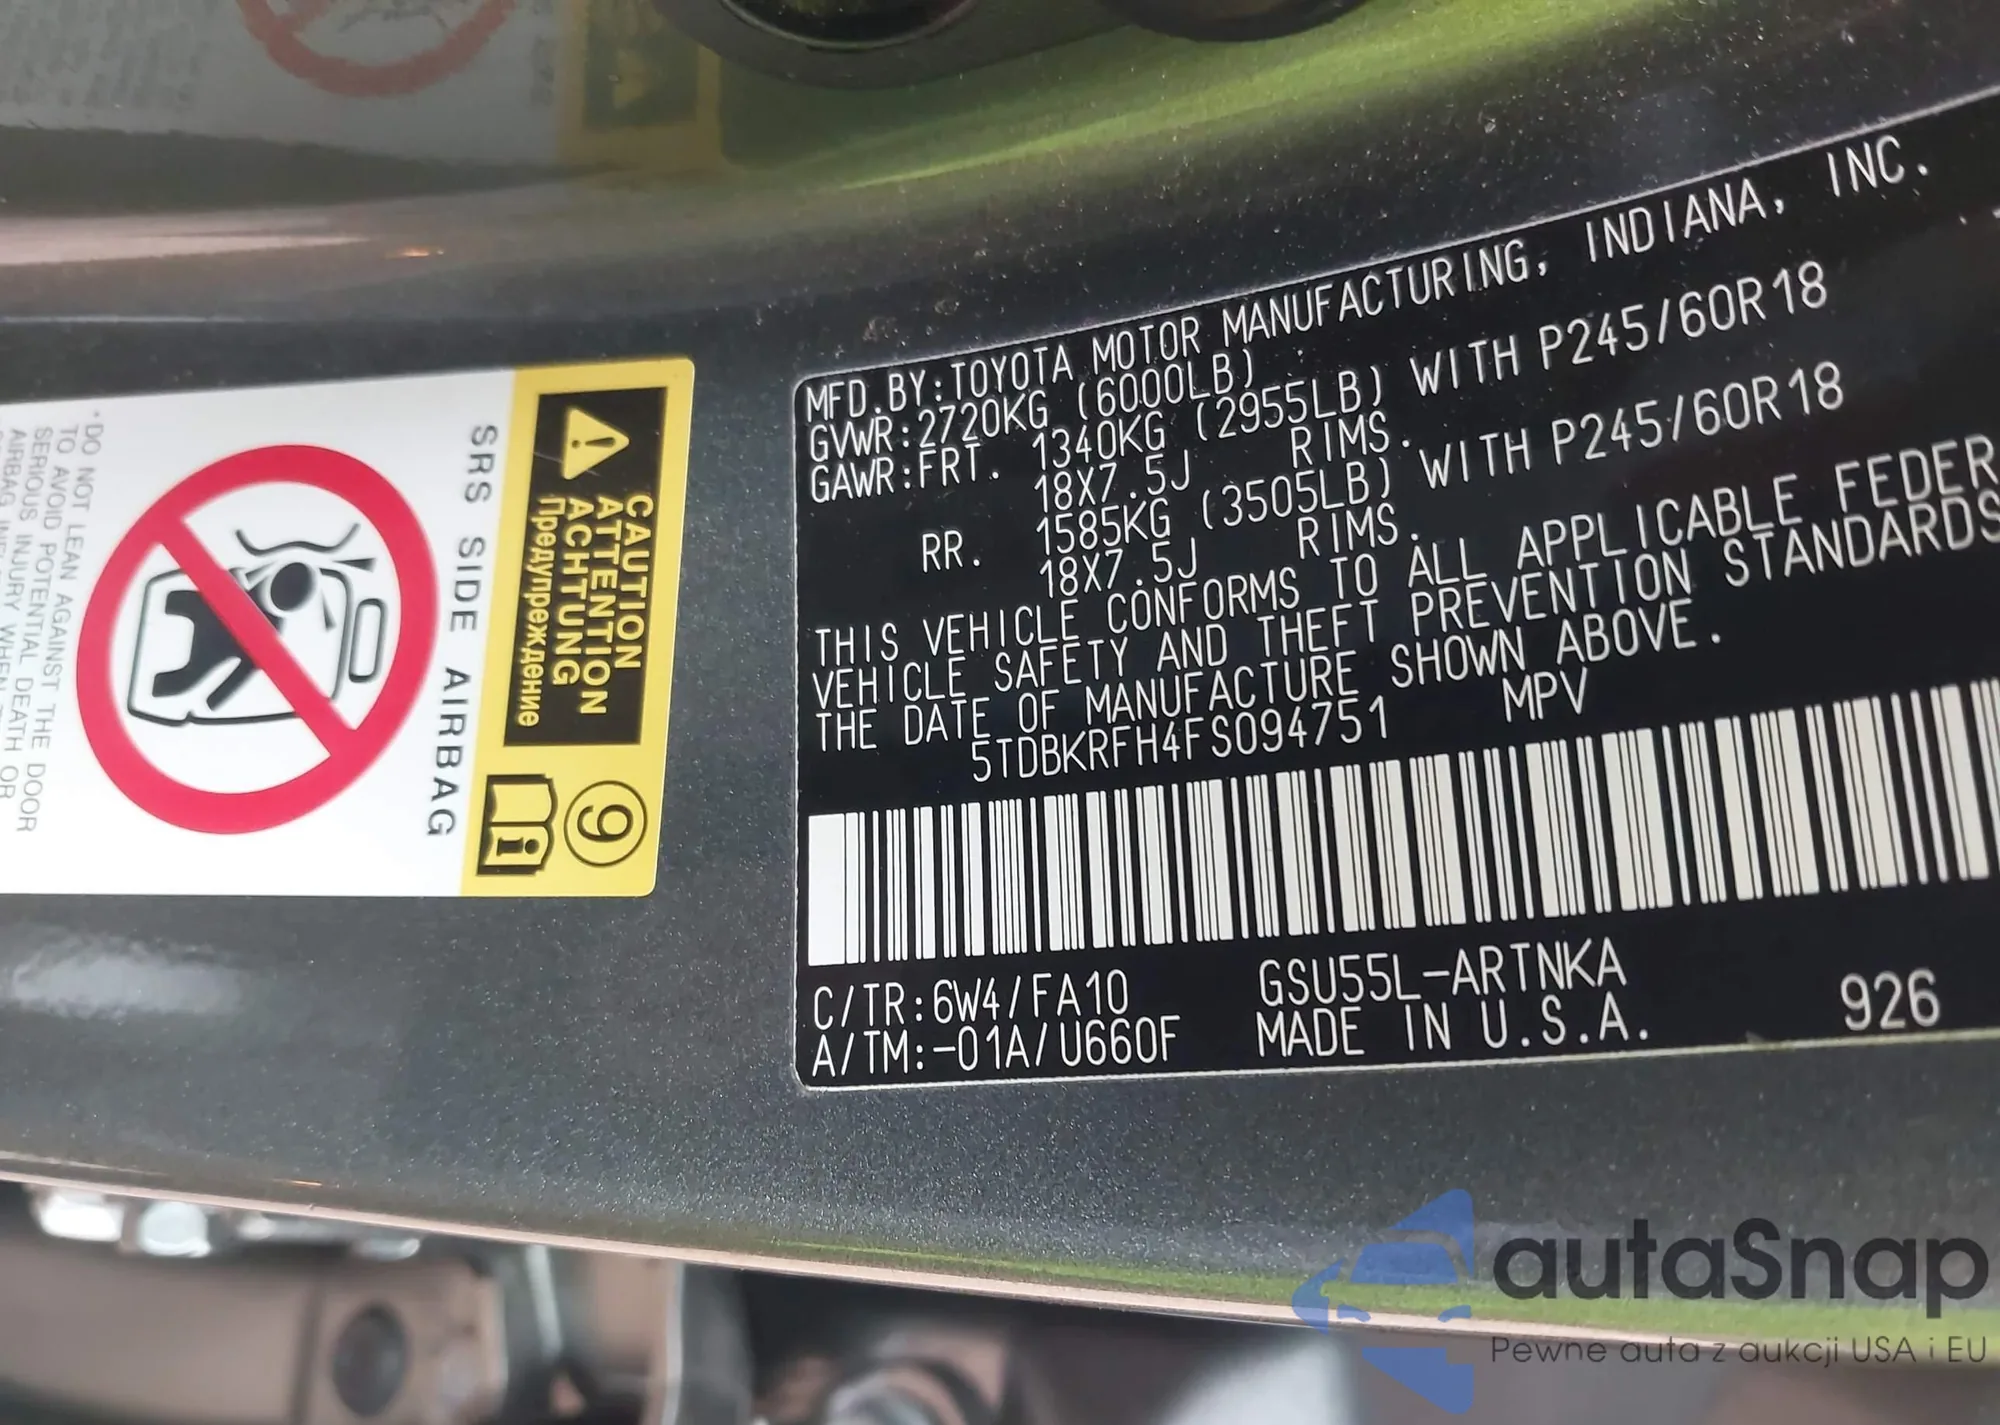 MFD.BY:TOYOTA MOTOR MANUFACTURING, INDIANA, INC.
GVWR:2720KG (6000LB)
GAWR:FRT. 1340KG (2955LB) WITH P245/60R18
18X7.5J RIMS.
RR. 1585KG (3505LB) WITH P245/60R18
18X7.5J RIMS.
THIS VEHICLE CONFORMS TO ALL APPLICABLE FEDER
VEHICLE SAFETY AND THEFT PREVENTION STANDARDS
THE DATE OF MANUFACTURE SHOWN ABOVE.
5TDBKRFH4FS094751 MPV
C/TR:6W4/FA10 GSU55L-ARTNKA
A/TM:-01A/U660F MADE IN U.S.A. 926
CAUTION
ATTENTION
ACHTUNG
Предупреждение
9
i
SRS SIDE AIRBAG
*DO NOT LEAN AGAINST THE DOOR
TO AVOID POTENTIAL
SERIOUS INJURY DEATH OR
AIRBAG INJURY WHEN
autaSnap
Pewne auta z aukcji USA i EU